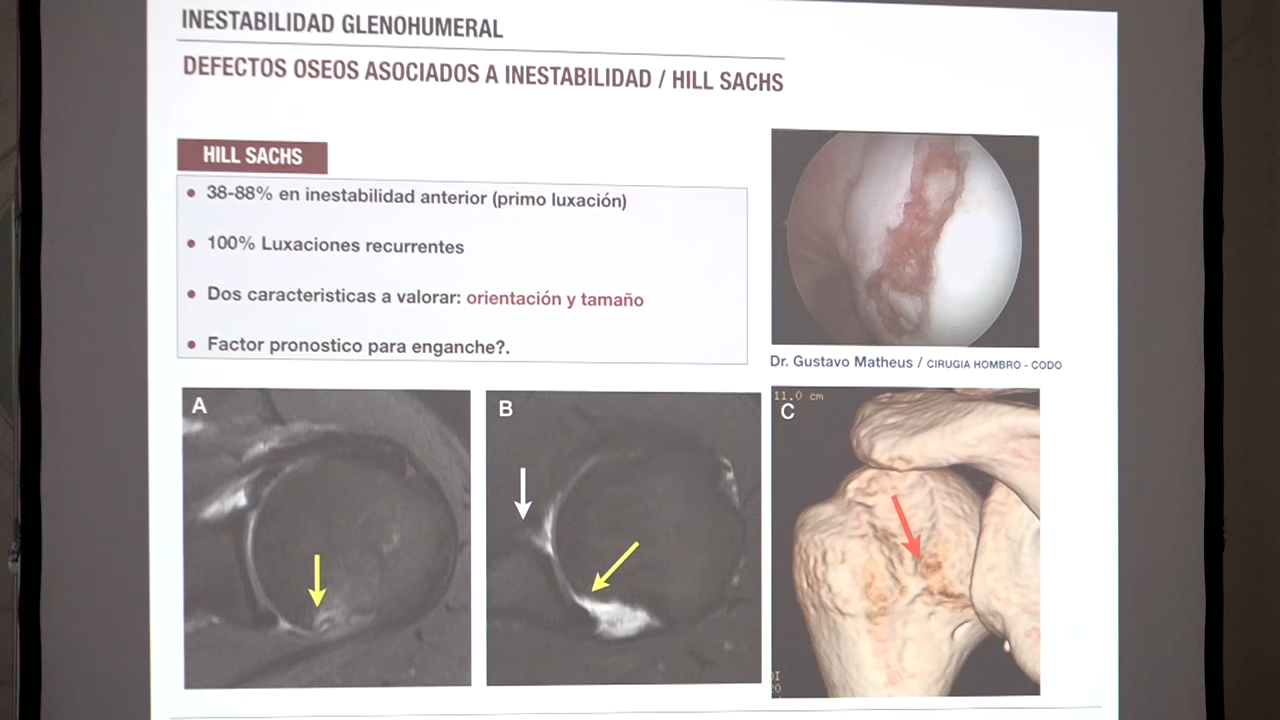 INESTABILIDAD GLENOHUMERAL
DEFECTOS OSEOS ASOCIADOS A INESTABILIDAD / HILL SACHS
HILL SACHS
• 38-88% en inestabilidad anterior (primo luxación)
• 100% Luxaciones recurrentes
• Dos caracteristicas a valorar: orientación y tamaño
• Factor pronostico para enganche?.
Dr. Gustavo Matheus / CIRUGIA HOMBRO - CODO
A
B
11.0 cm
C